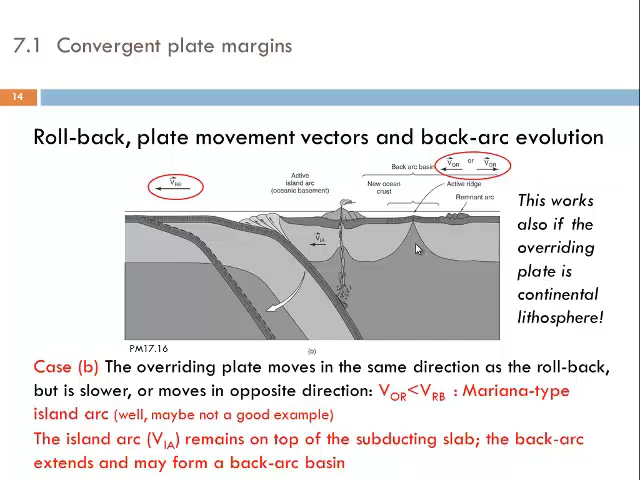 7.1 Convergent plate margins
14
Roll-back, plate movement vectors and back-arc evolution
Back arc basin
V⃗OR or V⃗OR
V⃗RB
Active
island arc
(oceanic basement)
New ocean
crust
Active ridge
Remnant arc
V⃗IA
This works
also if the
overriding
plate is
continental
lithosphere!
PM17.16
(b)
Case (b) The overriding plate moves in the same direction as the roll-back,
but is slower, or moves in opposite direction: VOR<VRB : Mariana-type
island arc (well, maybe not a good example)
The island arc (VIA) remains on top of the subducting slab; the back-arc
extends and may form a back-arc basin